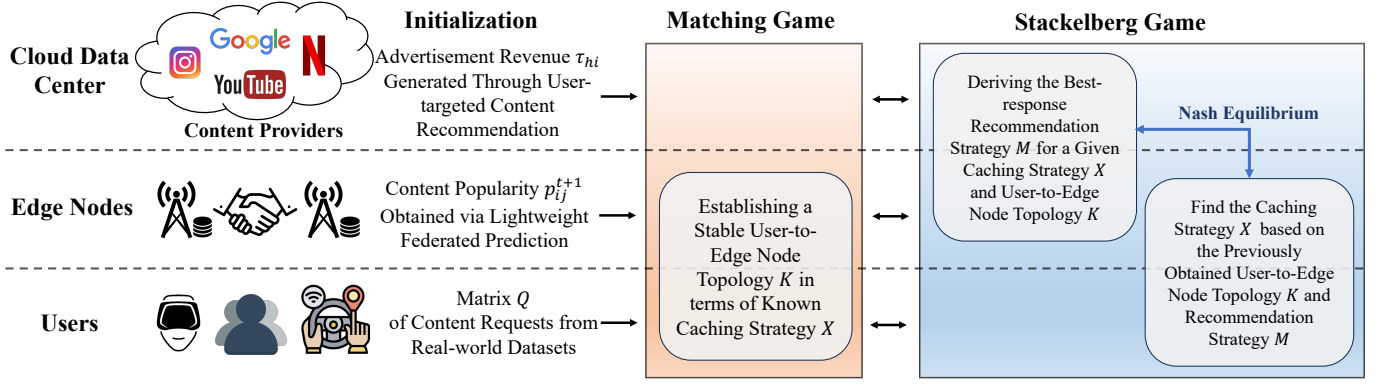 Initialization
Matching Game
Stackelberg Game
Cloud Data
Center
Google
YouTube
N
Content Providers
Advertisement Revenue τ_{hi}
Generated Through User-
targeted Content
Recommendation
Deriving the Best-
response
Recommendation
Strategy M for a Given
Caching Strategy X
and User-to-Edge
Node Topology K
Nash Equilibrium
Edge Nodes
Content Popularity p_{ij}^{t+1}
Obtained via Lightweight
Federated Prediction
Establishing a
Stable User-to-
Edge Node
Topology K in
terms of Known
Caching Strategy X
Find the Caching
Strategy X based on
the Previously
Obtained User-to-Edge
Node Topology K and
Recommendation
Strategy M
Users
Matrix Q
of Content Requests from
Real-world Datasets